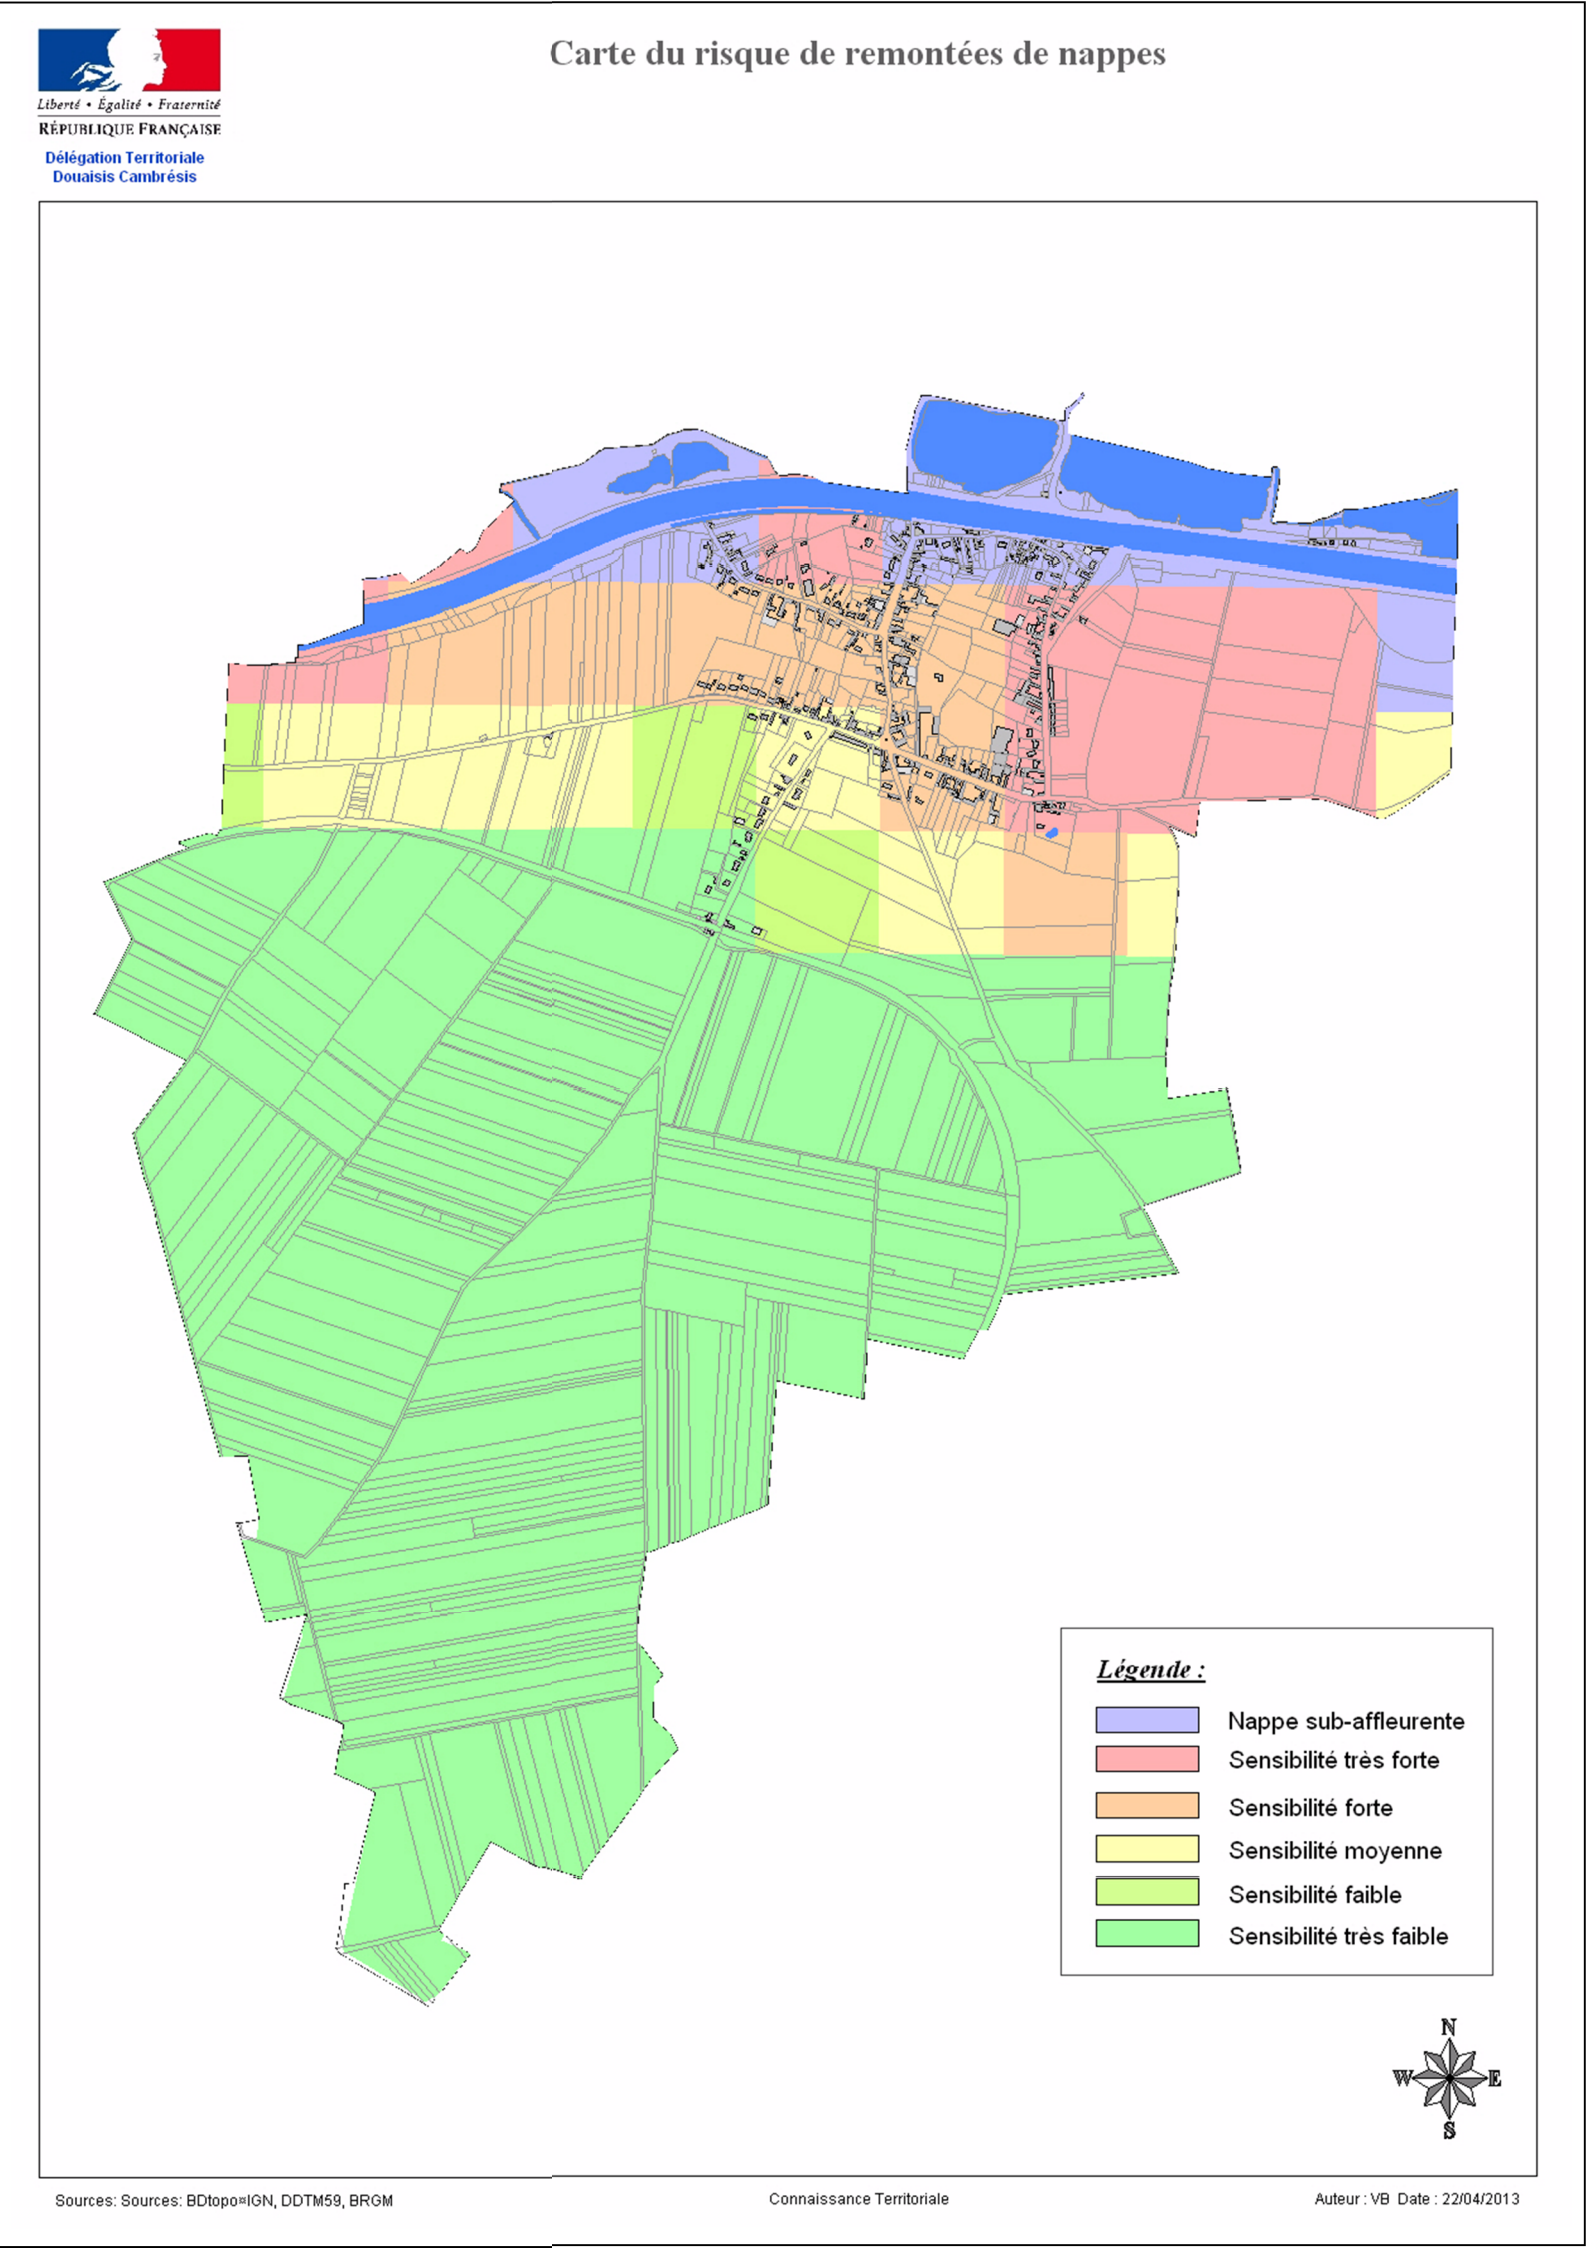 Carte du risque de remontées de nappes
Liberté • Égalité • Fraternité
RÉPUBLIQUE FRANÇAISE
Délégation Territoriale
Douaisis Cambrésis
Légende :
Nappe sub-affleurente
Sensibilité très forte
Sensibilité forte
Sensibilité moyenne
Sensibilité faible
Sensibilité très faible
N
W E
S
Sources: Sources: BDtopo¤IGN, DDTM59, BRGM
Connaissance Territoriale
Auteur : VB Date : 22/04/2013